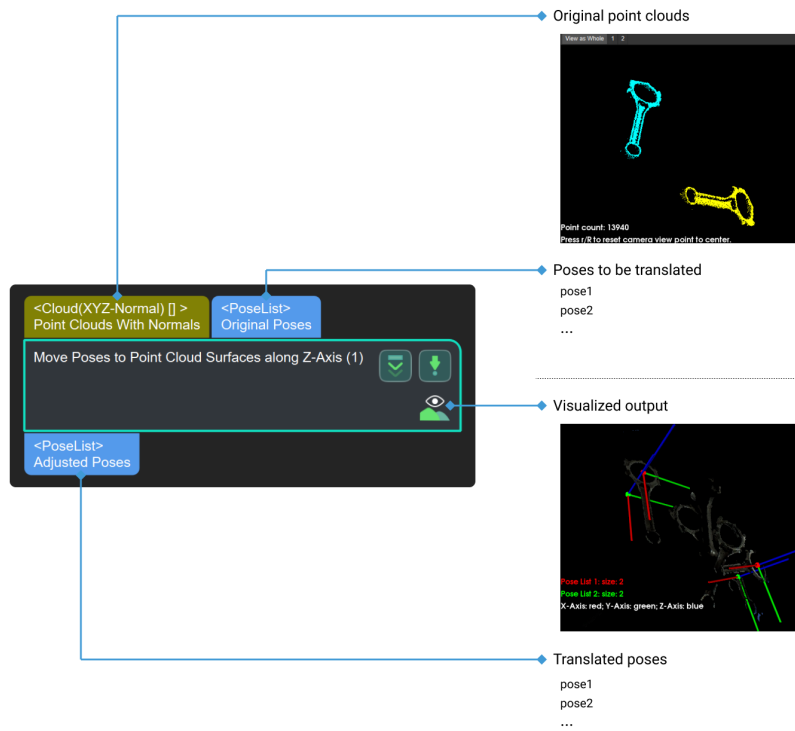 Original point clouds
View as Whole 1 2
Point count: 13940
Press r/R to reset camera view point to center.
Poses to be translated
pose1
pose2
...
<Cloud(XYZ-Normal) [] >
Point Clouds With Normals
<PoseList>
Original Poses
Move Poses to Point Cloud Surfaces along Z-Axis (1)
<PoseList>
Adjusted Poses
Visualized output
Pose List 1: size: 2
Pose List 2: size: 2
X-Axis: red; Y-Axis: green; Z-Axis: blue
Translated poses
pose1
pose2
...